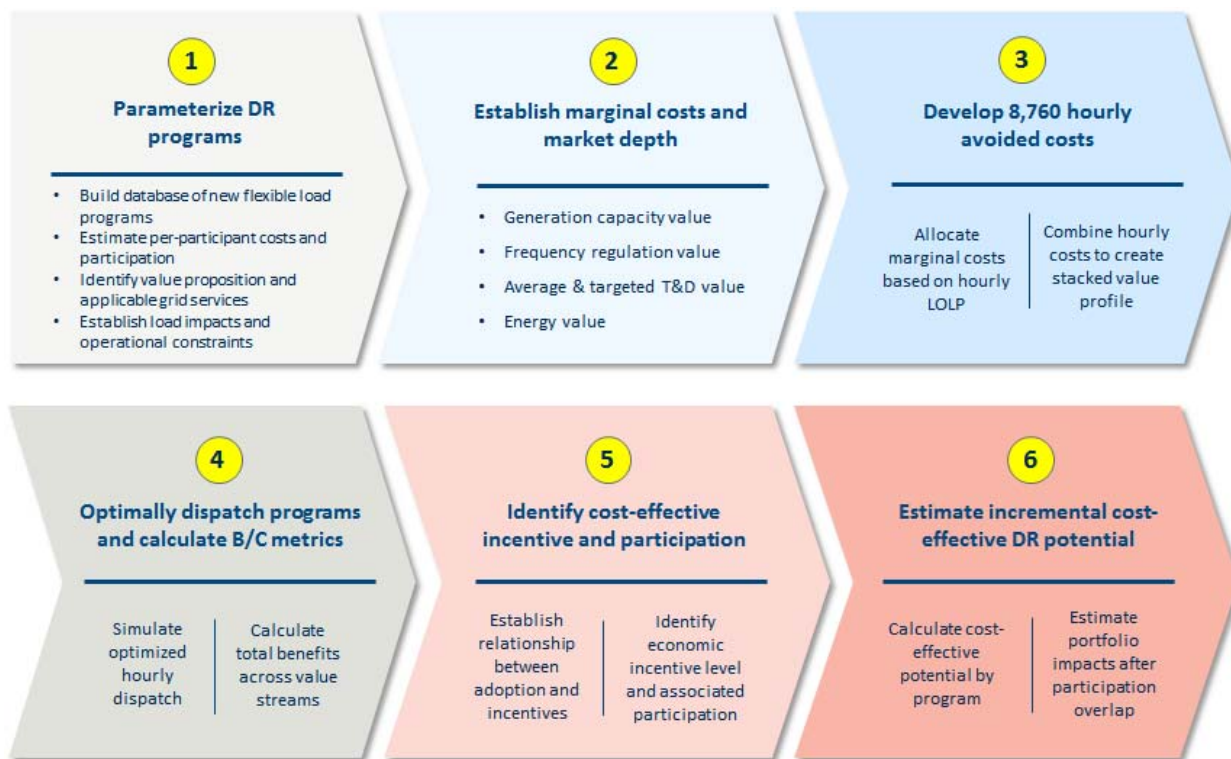 1
Parameterize DR
programs
• Build database of new flexible load
programs
• Estimate per-participant costs and
participation
• Identify value proposition and
applicable grid services
• Establish load impacts and
operational constraints
2
Establish marginal costs and
market depth
• Generation capacity value
• Frequency regulation value
• Average & targeted T&D value
• Energy value
3
Develop 8,760 hourly
avoided costs
Allocate
marginal costs
based on hourly
LOLP
Combine hourly
costs to create
stacked value
profile
4
Optimally dispatch programs
and calculate B/C metrics
Simulate
optimized
hourly
dispatch
Calculate
total benefits
across value
streams
5
Identify cost-effective
incentive and participation
Establish
relationship
between
adoption and
incentives
Identify
economic
incentive level
and associated
participation
6
Estimate incremental cost-
effective DR potential
Calculate cost-
effective
potential by
program
Estimate
portfolio
impacts after
participation
overlap